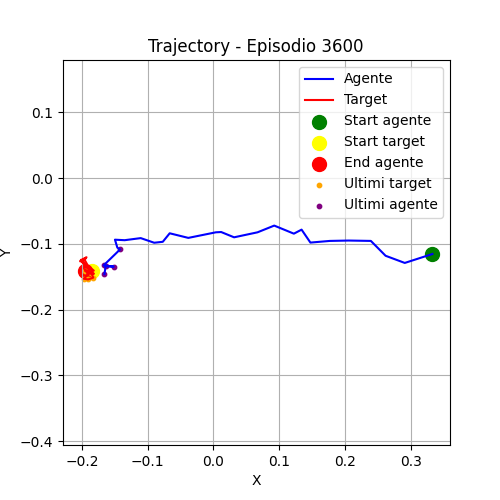 Trajectory - Episodio 3600
Agente
Target
Start agente
Start target
End agente
Ultimi target
Ultimi agente
0.1
0.0
−0.1
−0.2
−0.3
−0.4
Y
−0.2
−0.1
0.0
0.1
0.2
0.3
X